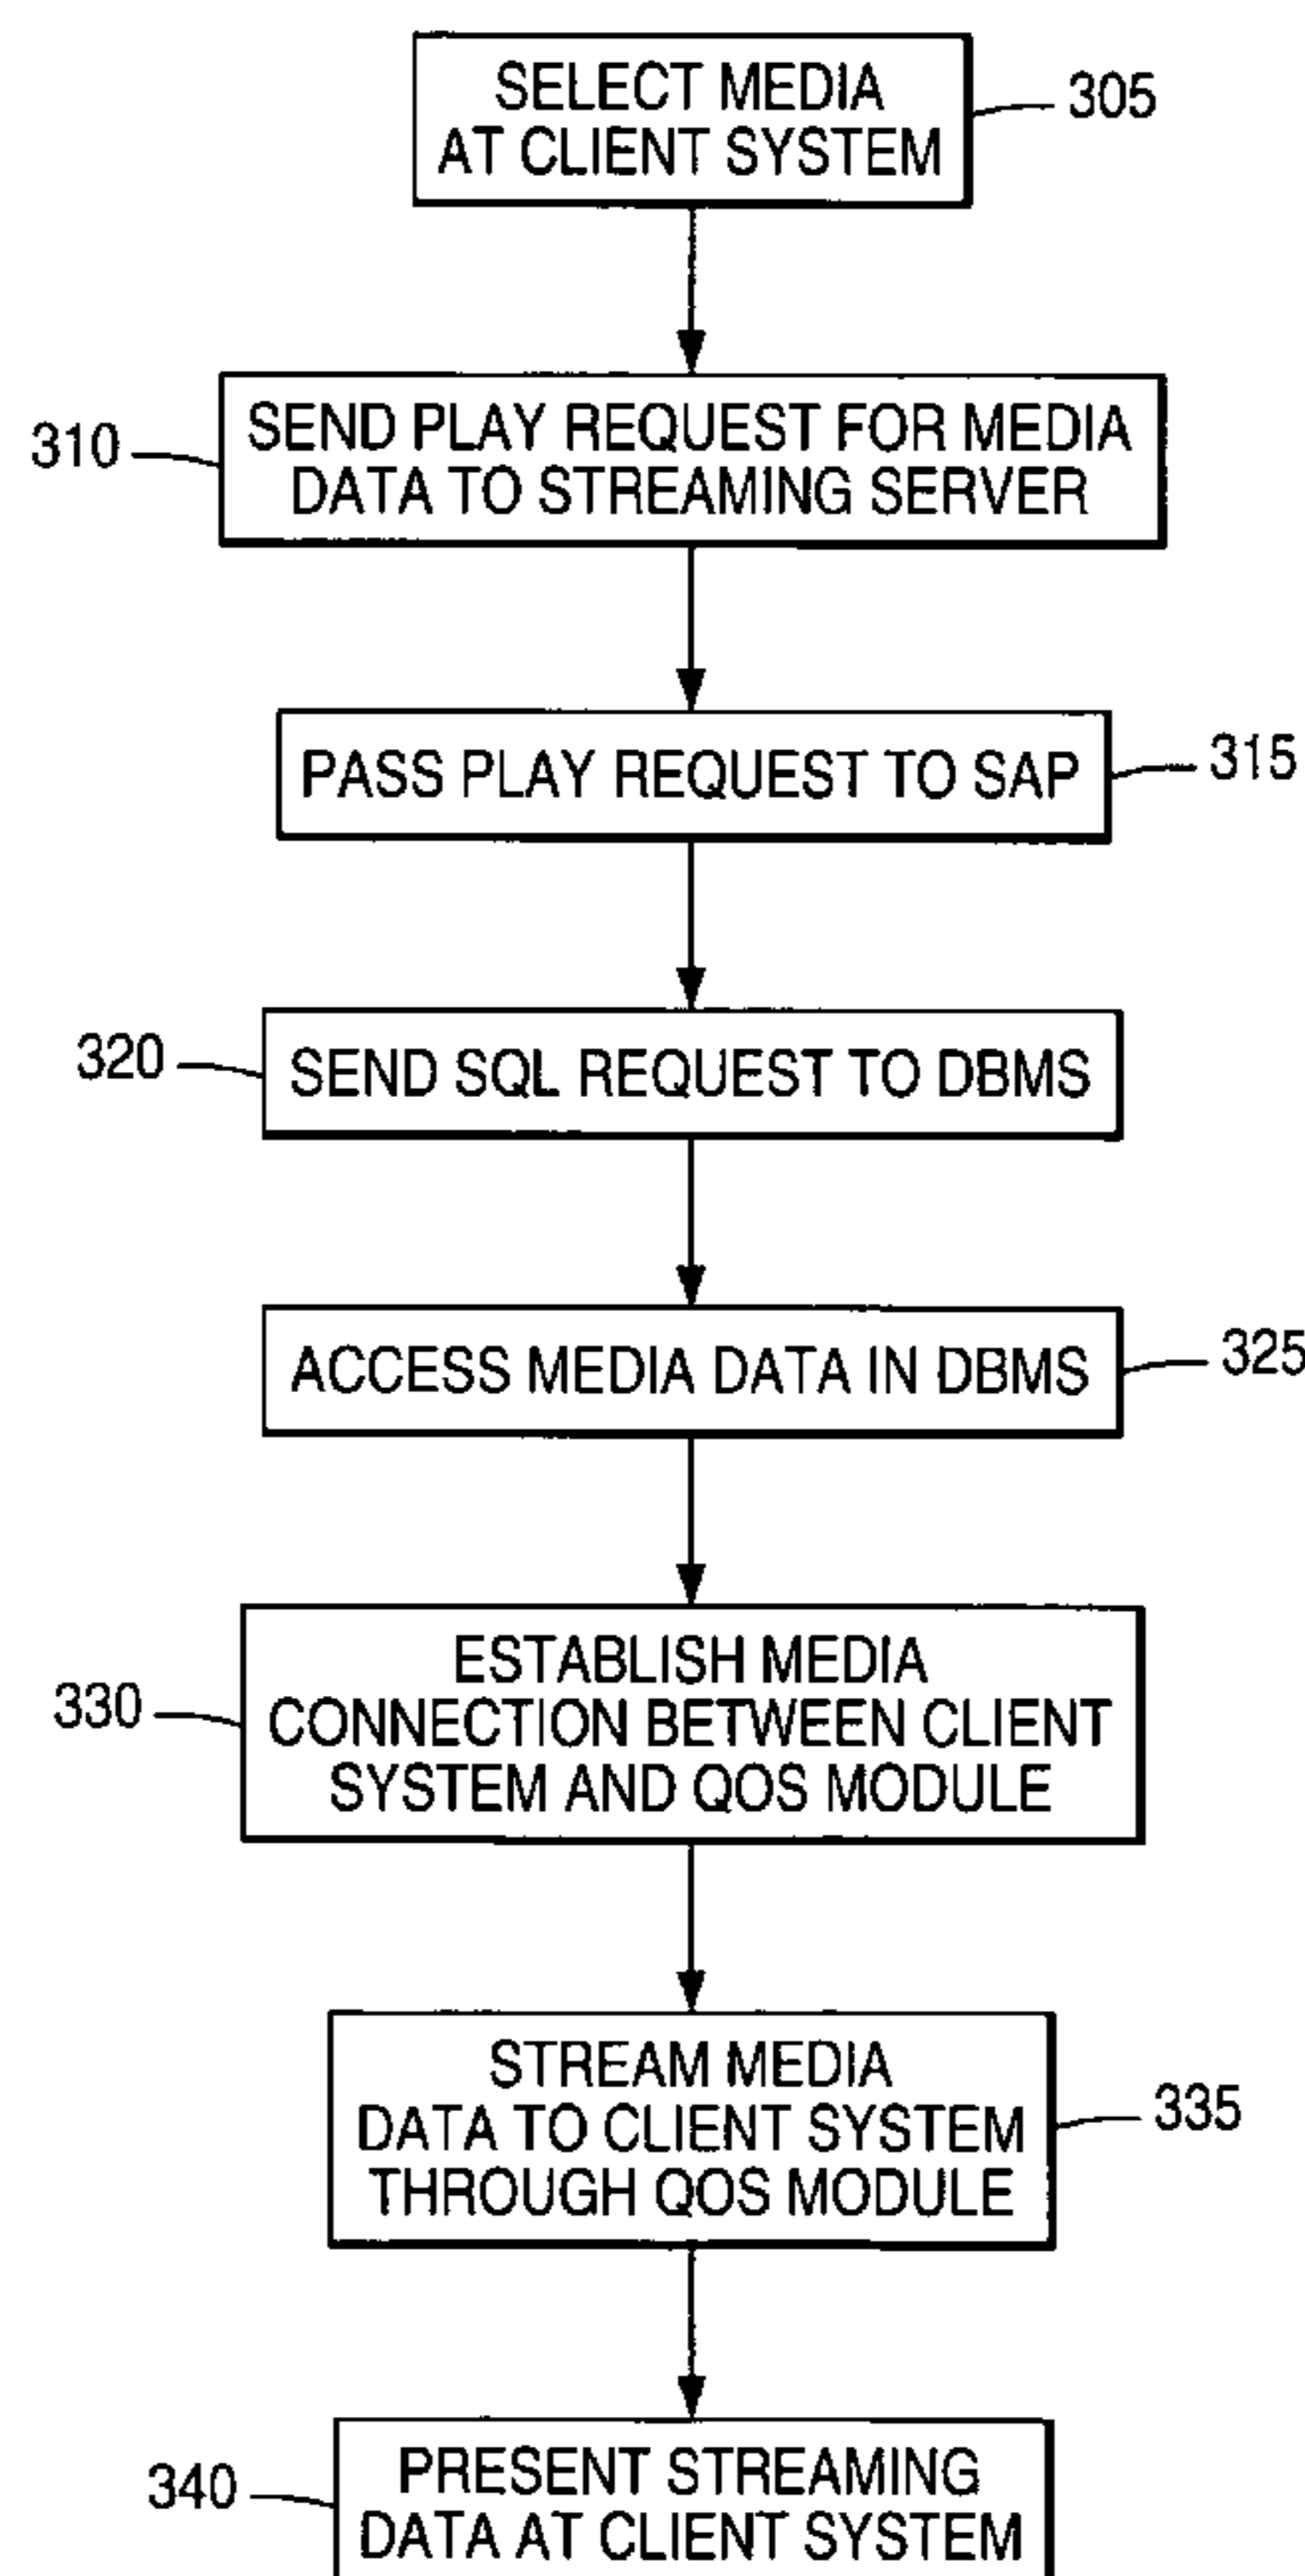 SELECT MEDIA
AT CLIENT SYSTEM
305
310
SEND PLAY REQUEST FOR MEDIA
DATA TO STREAMING SERVER
PASS PLAY REQUEST TO SAP
315
320
SEND SQL REQUEST TO DBMS
ACCESS MEDIA DATA IN DBMS
325
330
ESTABLISH MEDIA
CONNECTION BETWEEN CLIENT
SYSTEM AND QOS MODULE
STREAM MEDIA
DATA TO CLIENT SYSTEM
THROUGH QOS MODULE
335
340
PRESENT STREAMING
DATA AT CLIENT SYSTEM